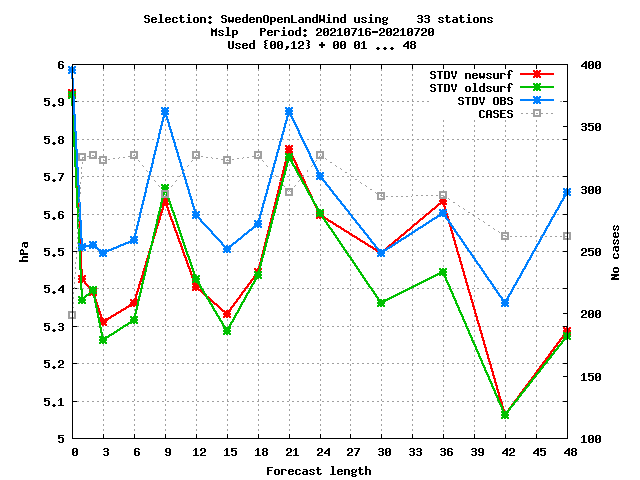 Selection: SwedenOpenLandWind using    33 stations
Mslp   Period: 20210716-20210720
Used {00,12} + 00 01 ... 48
STDV newsurf
STDV oldsurf
STDV OBS
CASES
6
5.9
5.8
5.7
5.6
5.5
5.4
5.3
5.2
5.1
5
hPa
400
350
300
250
200
150
100
No cases
0 3 6 9 12 15 18 21 24 27 30 33 36 39 42 45 48
Forecast length